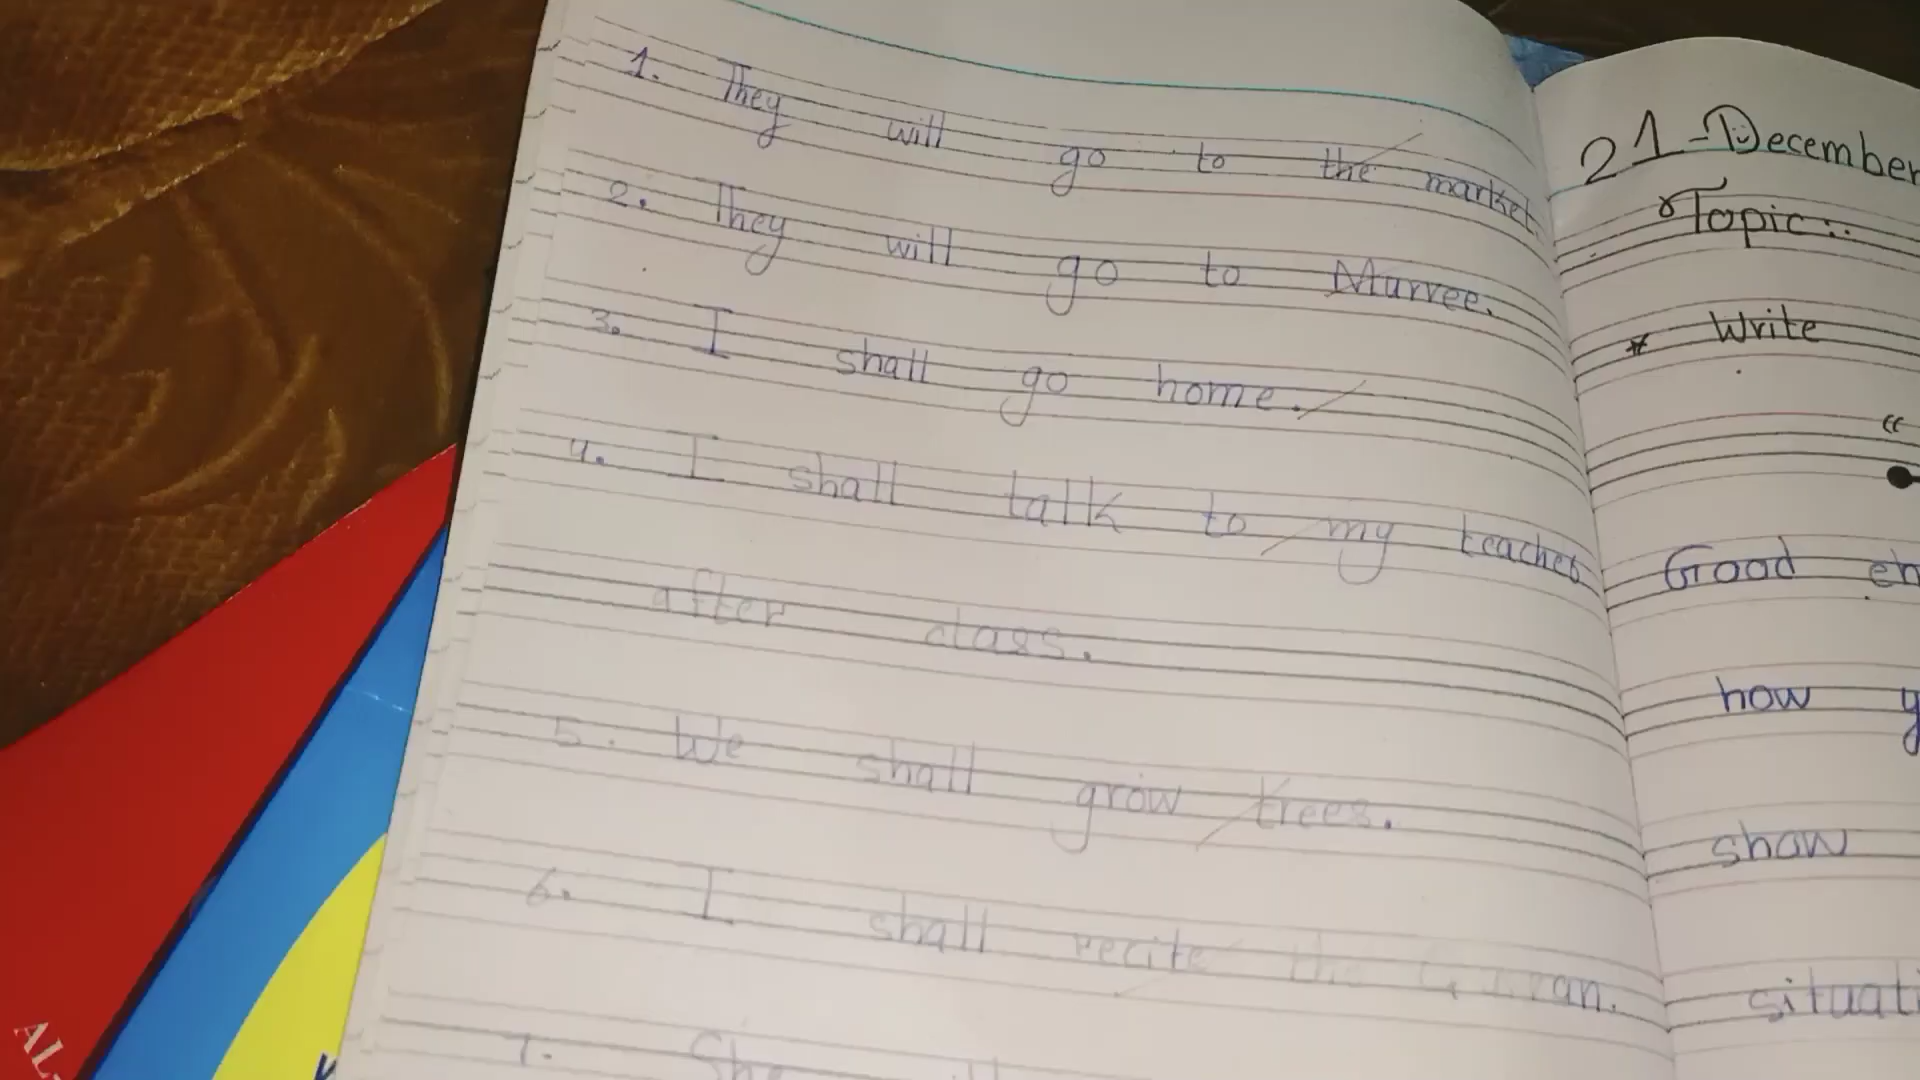 1. They will go to the market.
2. They will go to Murree.
3. I shall go home.
4. I shall talk to my teacher
after class.
5. We shall grow trees.
6. I shall recite the
7. She
21-December
Topic:
* Write
Good
how
show
AL-